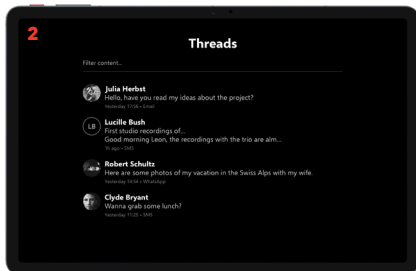 2
Threads
Filter content...
Julia Herbst
Hello, have you read my ideas about the project?
Yesterday 17:56 • Email
LB
Lucille Bush
First studio recordings of...
Good morning Leon, the recordings with the trio are alm...
1h ago • SMS
Robert Schultz
Here are some photos of my vacation in the Swiss Alps with my wife.
Yesterday 14:34 • WhatsApp
Clyde Bryant
Wanna grab some lunch?
Yesterday 11:25 • SMS